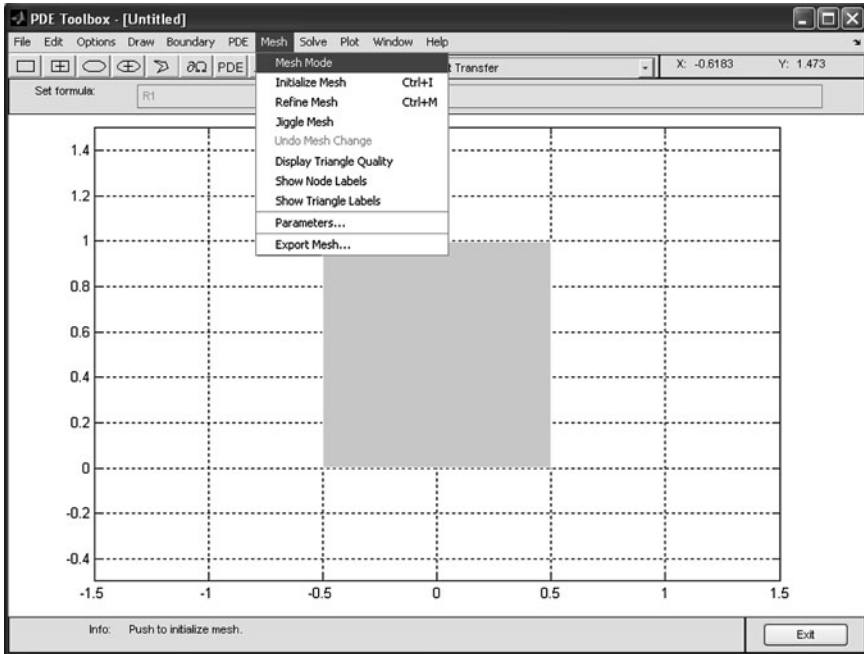 PDE Toolbox - [Untitled]
File Edit Options Draw Boundary PDE Mesh Solve Plot Window Help
∂Ω PDE Transfer X: -0.6183 Y: 1.473
Set formula: R1
Mesh Mode
Initialize Mesh Ctrl+I
Refine Mesh Ctrl+M
Jiggle Mesh
Undo Mesh Change
Display Triangle Quality
Show Node Labels
Show Triangle Labels
Parameters...
Export Mesh...
1.4
1.2
1
0.8
0.6
0.4
0.2
0
-0.2
-0.4
-1.5 -1 -0.5 0 0.5 1 1.5
Info: Push to initialize mesh.
Exit